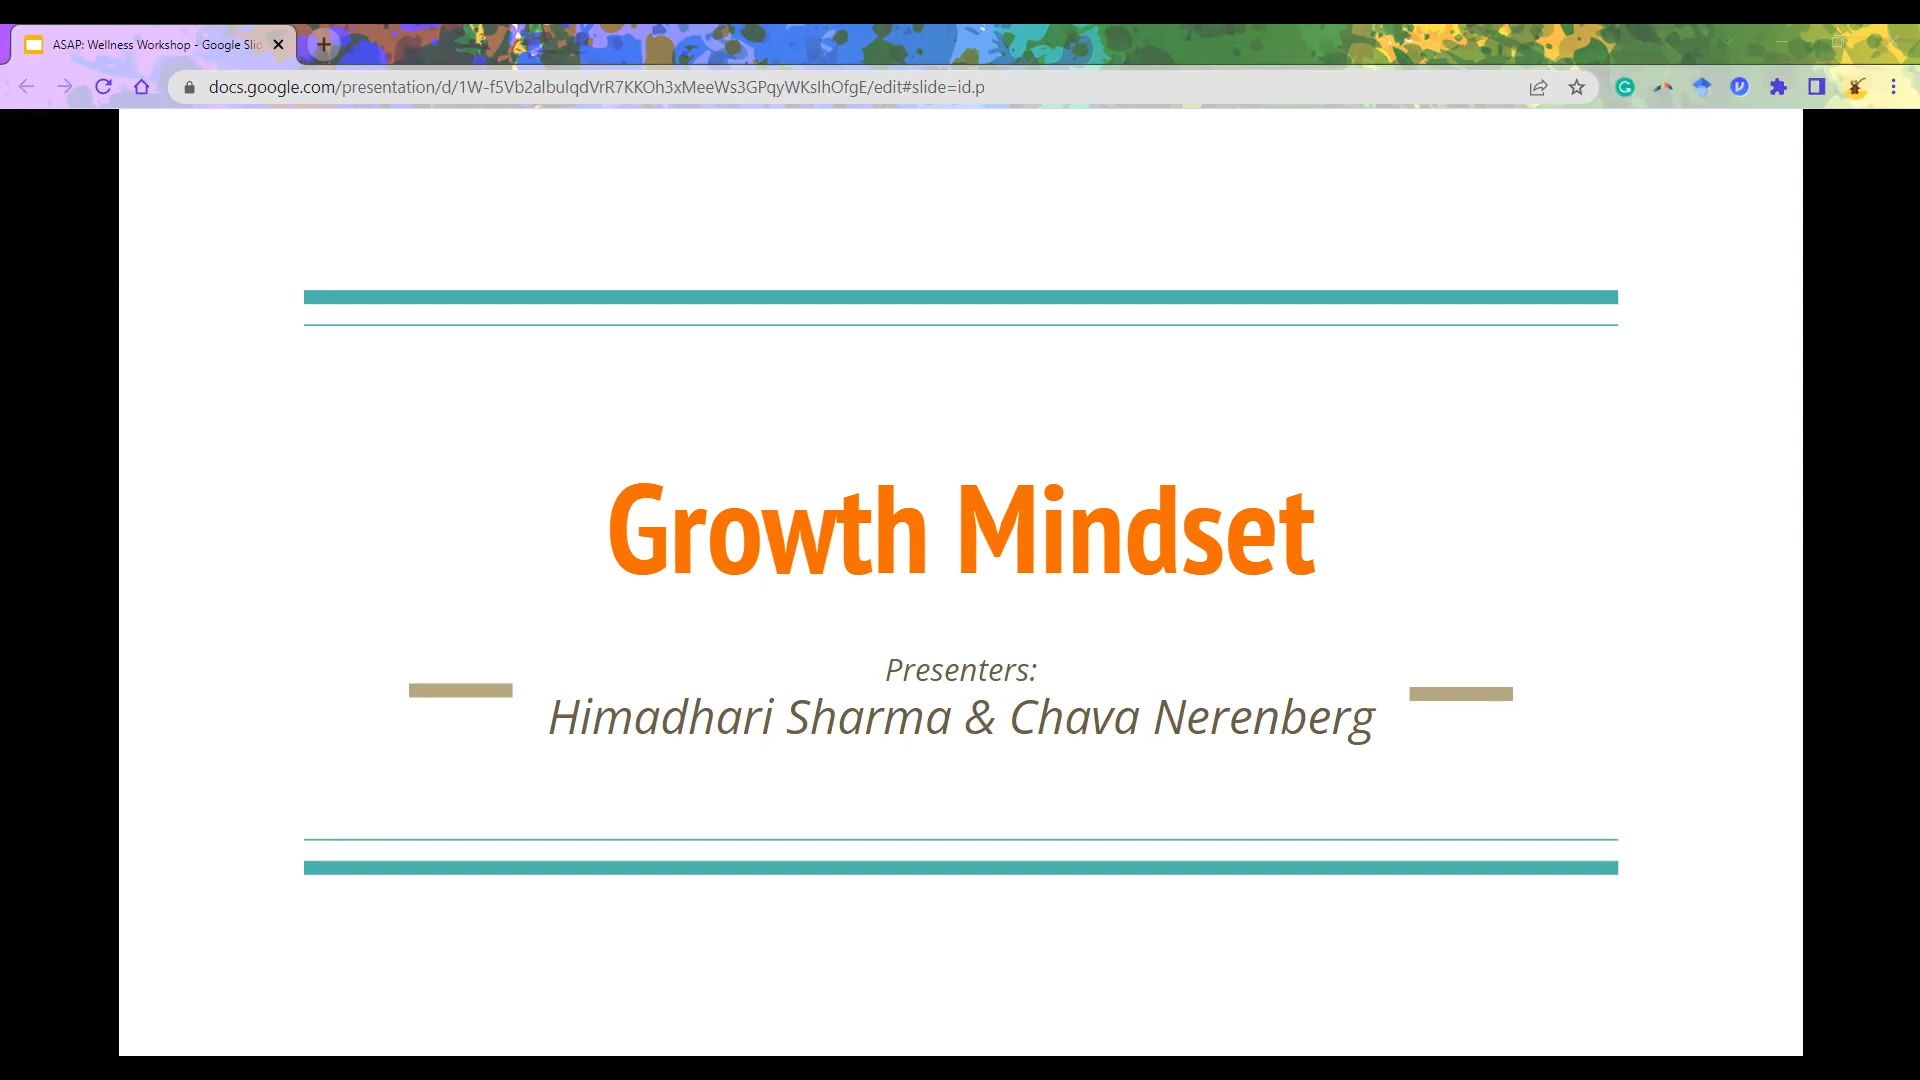 ASAP: Wellness Workshop - Google Slid
docs.google.com/presentation/d/1W-f5Vb2albulqdVrR7KKOh3xMeeWs3GPqyWKsIhOfgE/edit#slide=id.p
Growth Mindset
Presenters:
Himadhari Sharma & Chava Nerenberg